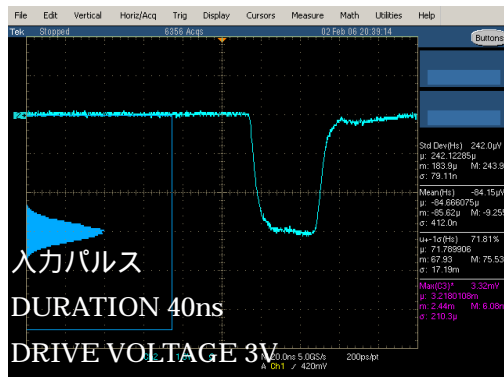 File Edit Vertical Horiz/Acq Trig Display Cursors Measure Math Utilities Help
Tek Stopped 6356 Acqs 02 Feb 06 20:39:14
Buttons
Std Dev(Hs) 242.0µV
µ: 242.12285µ
m: 183.9µ M: 243.9
σ: 79.11n
Mean(Hs) -84.15µV
µ: -84.666075µ
m: -85.62µ M: -9.255
σ: 412.0n
µ+-1σ(Hs) 71.81%
µ: 71.789906
m: 67.93 M: 75.53
σ: 17.19m
Max(C3)* 3.32mV
µ: 3.2160108m
m: 2.44m M: 6.08m
σ: 210.3µ
入力パルス
DURATION 40ns
DRIVE VOLTAGE 3V
20.0ns 5.0GS/s 200ps/pt
A Ch1 420mV